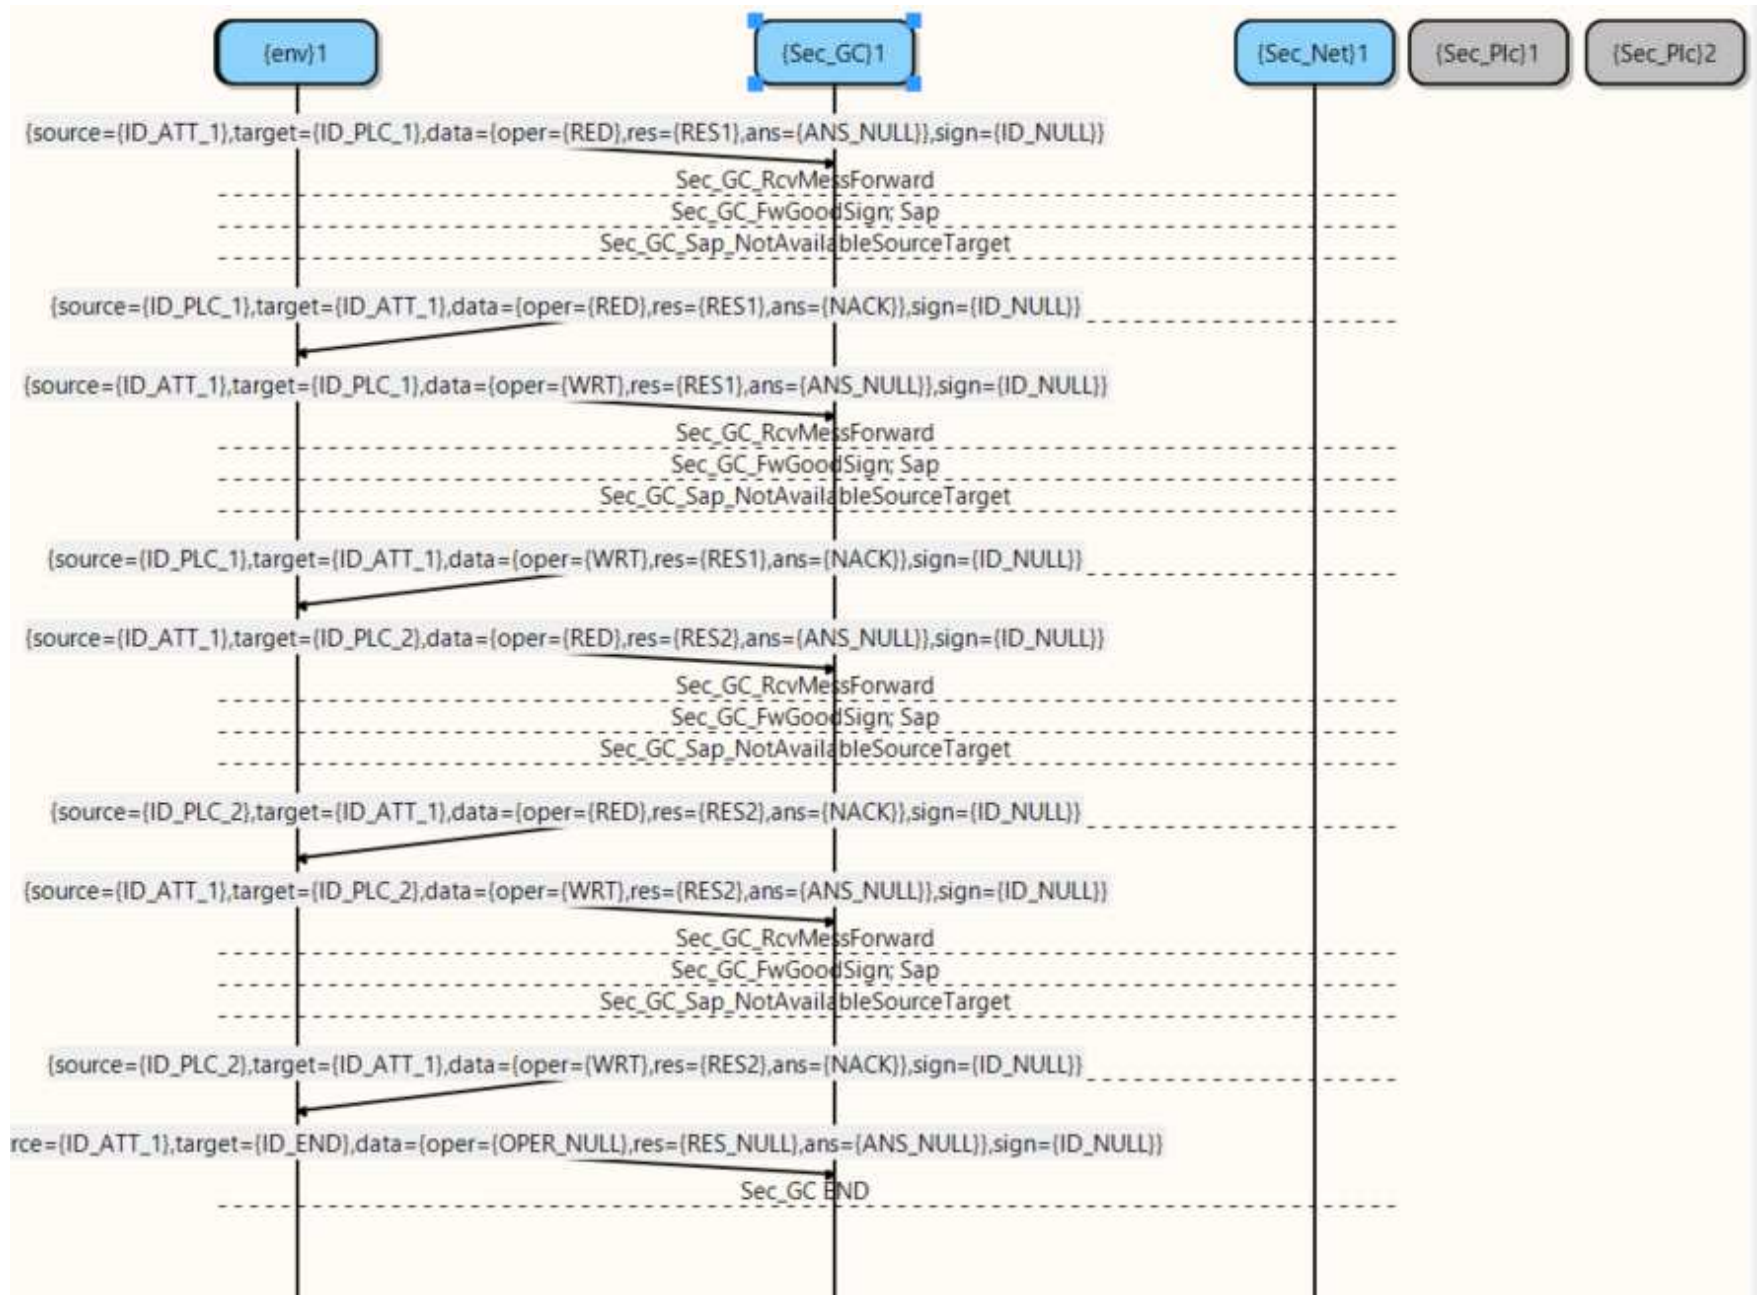 {env}1
{Sec_GC}1
{Sec_Net}1
{Sec_Plc}1
{Sec_Plc}2
{source={ID_ATT_1},target={ID_PLC_1},data={oper={RED},res={RES1},ans={ANS_NULL}},sign={ID_NULL}}
Sec_GC_RcvMessForward
Sec_GC_FwGoodSign; Sap
Sec_GC_Sap_NotAvailableSourceTarget
{source={ID_PLC_1},target={ID_ATT_1},data={oper={RED},res={RES1},ans={NACK}},sign={ID_NULL}}
{source={ID_ATT_1},target={ID_PLC_1},data={oper={WRT},res={RES1},ans={ANS_NULL}},sign={ID_NULL}}
Sec_GC_RcvMessForward
Sec_GC_FwGoodSign; Sap
Sec_GC_Sap_NotAvailableSourceTarget
{source={ID_PLC_1},target={ID_ATT_1},data={oper={WRT},res={RES1},ans={NACK}},sign={ID_NULL}}
{source={ID_ATT_1},target={ID_PLC_2},data={oper={RED},res={RES2},ans={ANS_NULL}},sign={ID_NULL}}
Sec_GC_RcvMessForward
Sec_GC_FwGoodSign; Sap
Sec_GC_Sap_NotAvailableSourceTarget
{source={ID_PLC_2},target={ID_ATT_1},data={oper={RED},res={RES2},ans={NACK}},sign={ID_NULL}}
{source={ID_ATT_1},target={ID_PLC_2},data={oper={WRT},res={RES2},ans={ANS_NULL}},sign={ID_NULL}}
Sec_GC_RcvMessForward
Sec_GC_FwGoodSign; Sap
Sec_GC_Sap_NotAvailableSourceTarget
{source={ID_PLC_2},target={ID_ATT_1},data={oper={WRT},res={RES2},ans={NACK}},sign={ID_NULL}}
rce={ID_ATT_1},target={ID_END},data={oper={OPER_NULL},res={RES_NULL},ans={ANS_NULL}},sign={ID_NULL}}
Sec_GC END